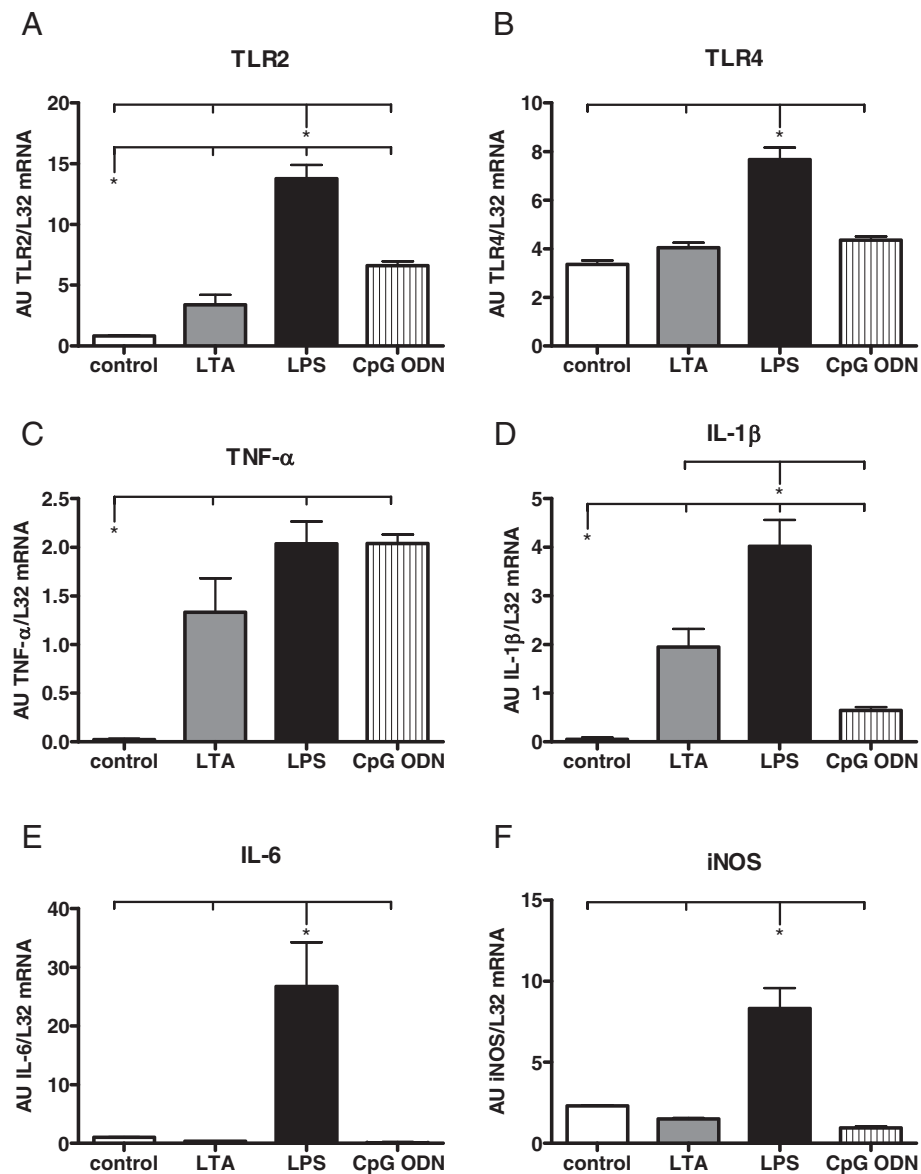 A
TLR2
AU TLR2/L32 mRNA
20
15
10
5
0
*
*
control LTA LPS CpG ODN
B
TLR4
AU TLR4/L32 mRNA
10
8
6
4
2
0
*
control LTA LPS CpG ODN
C
TNF-α
AU TNF-α/L32 mRNA
2.5
2.0
1.5
1.0
0.5
0.0
*
control LTA LPS CpG ODN
D
IL-1β
AU IL-1β/L32 mRNA
5
4
3
2
1
0
*
*
control LTA LPS CpG ODN
E
IL-6
AU IL-6/L32 mRNA
40
30
20
10
0
*
control LTA LPS CpG ODN
F
iNOS
AU iNOS/L32 mRNA
15
10
5
0
*
control LTA LPS CpG ODN